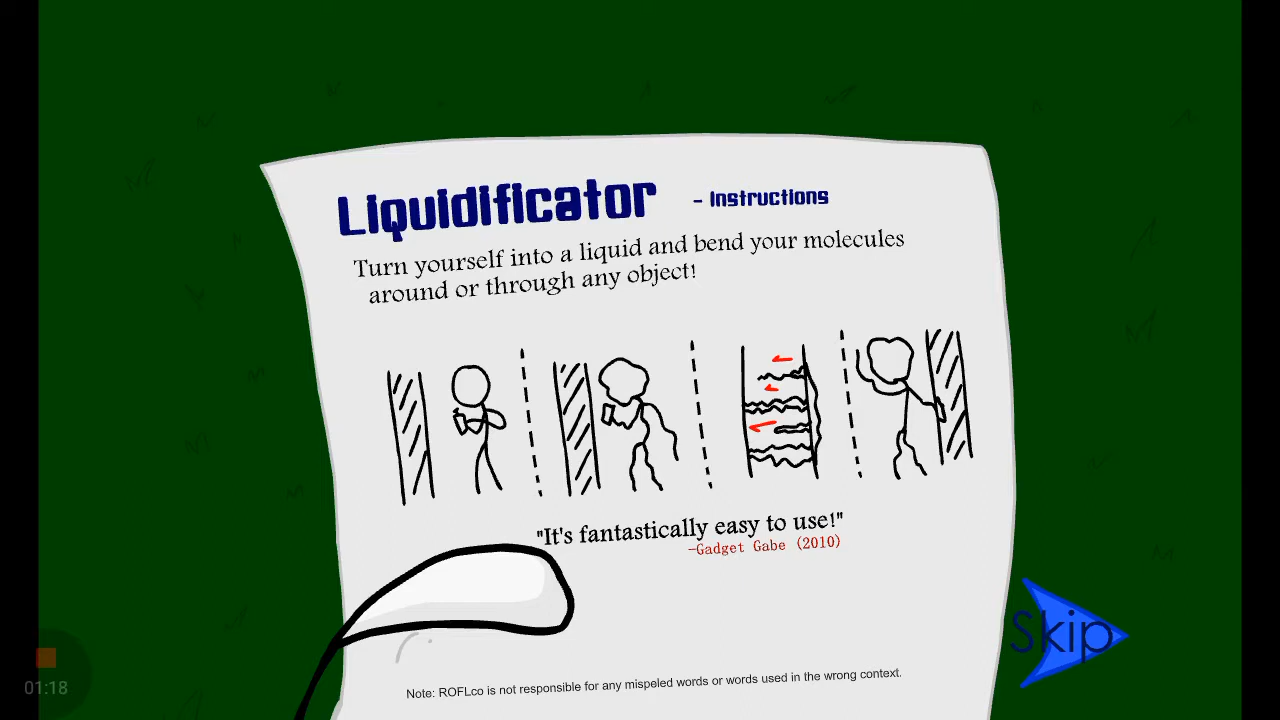 Liquidificator - Instructions
Turn yourself into a liquid and bend your molecules
around or through any object!
"It's fantastically easy to use!"
-Gadget Gabe (2010)
Skip
01:18
Note: ROFLco is not responsible for any mispeled words or words used in the wrong context.